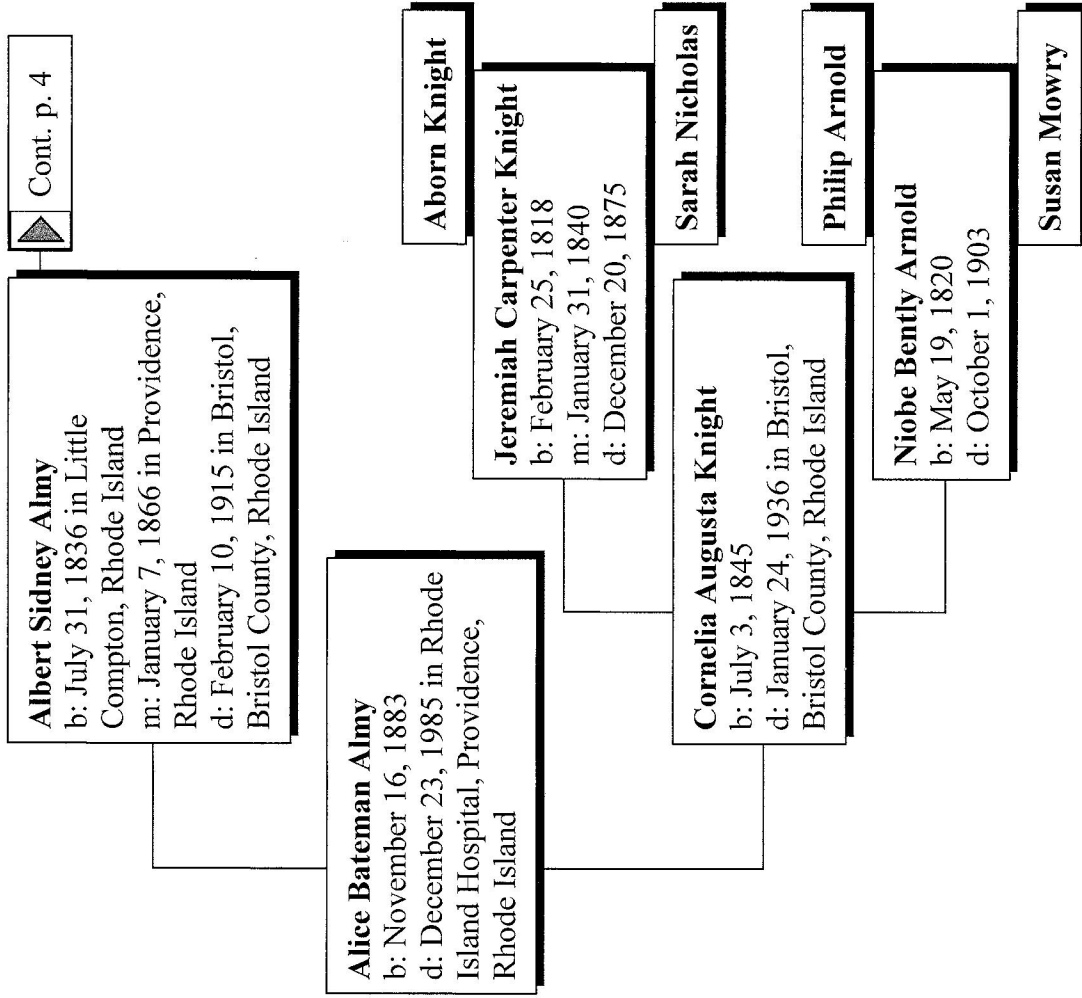 Cont. p. 4
Albert Sidney Almy
b: July 31, 1836 in Little
Compton, Rhode Island
m: January 7, 1866 in Providence,
Rhode Island
d: February 10, 1915 in Bristol,
Bristol County, Rhode Island
Alice Bateman Almy
b: November 16, 1883
d: December 23, 1985 in Rhode
Island Hospital, Providence,
Rhode Island
Aborn Knight
Jeremiah Carpenter Knight
b: February 25, 1818
m: January 31, 1840
d: December 20, 1875
Sarah Nicholas
Cornelia Augusta Knight
b: July 3, 1845
d: January 24, 1936 in Bristol,
Bristol County, Rhode Island
Philip Arnold
Niobe Bently Arnold
b: May 19, 1820
d: October 1, 1903
Susan Mowry